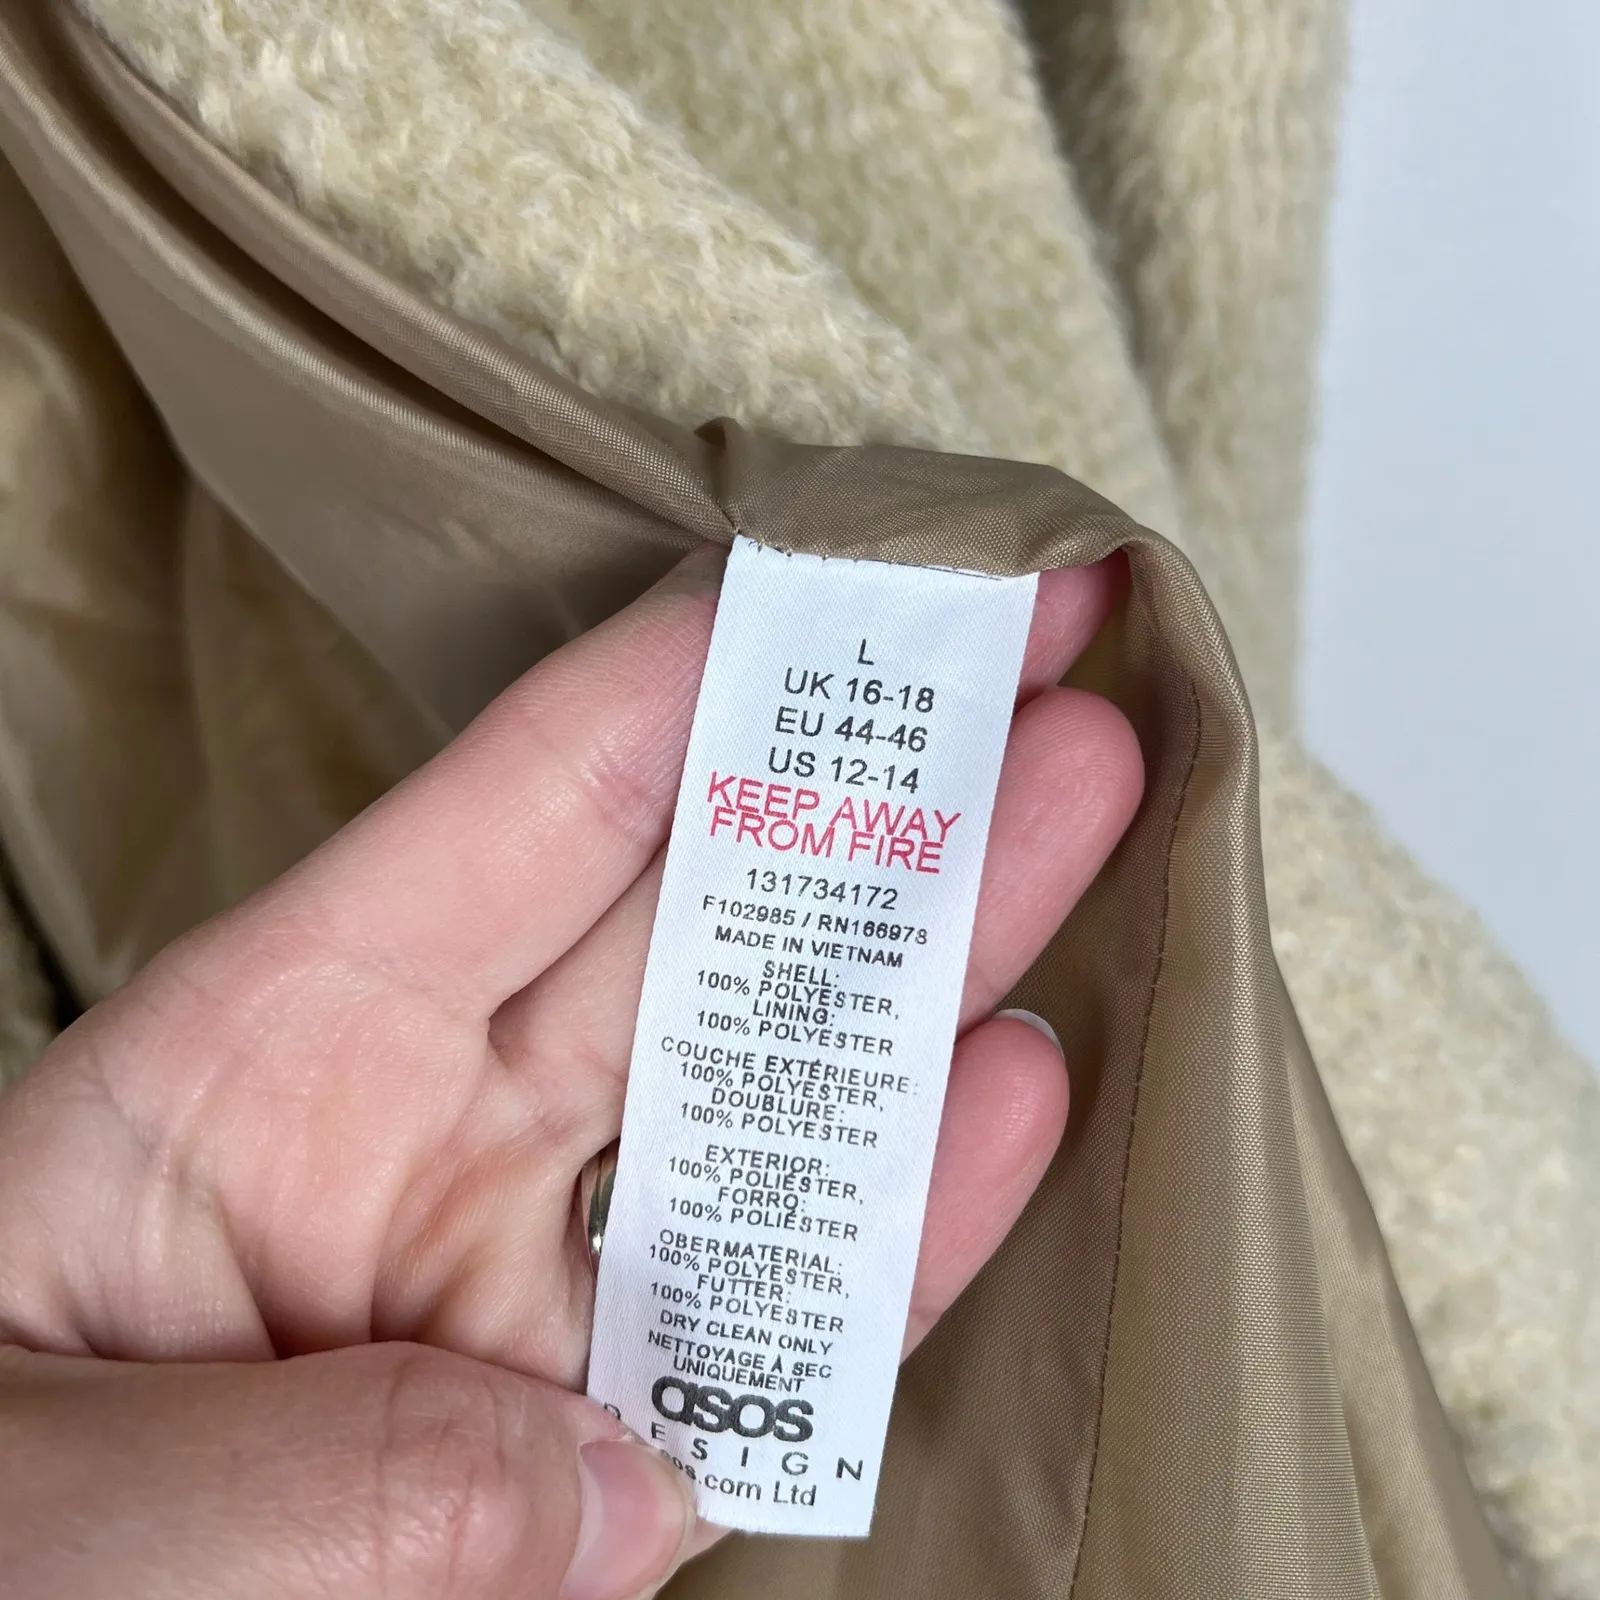 L
UK 16-18
EU 44-46
US 12-14
KEEP AWAY
FROM FIRE
131734172
F102985 / RN166978
MADE IN VIETNAM
SHELL:
100% POLYESTER,
LINING:
100% POLYESTER
COUCHE EXTÉRIEURE:
100% POLYESTER,
DOUBLURE:
100% POLYESTER
EXTERIOR:
100% POLIÉSTER,
FORRO:
100% POLIÉSTER
OBERMATERIAL:
100% POLYESTER,
FUTTER:
100% POLYESTER
DRY CLEAN ONLY
NETTOYAGE À SEC
UNIQUEMENT
asos
DESIGN
os.com Ltd